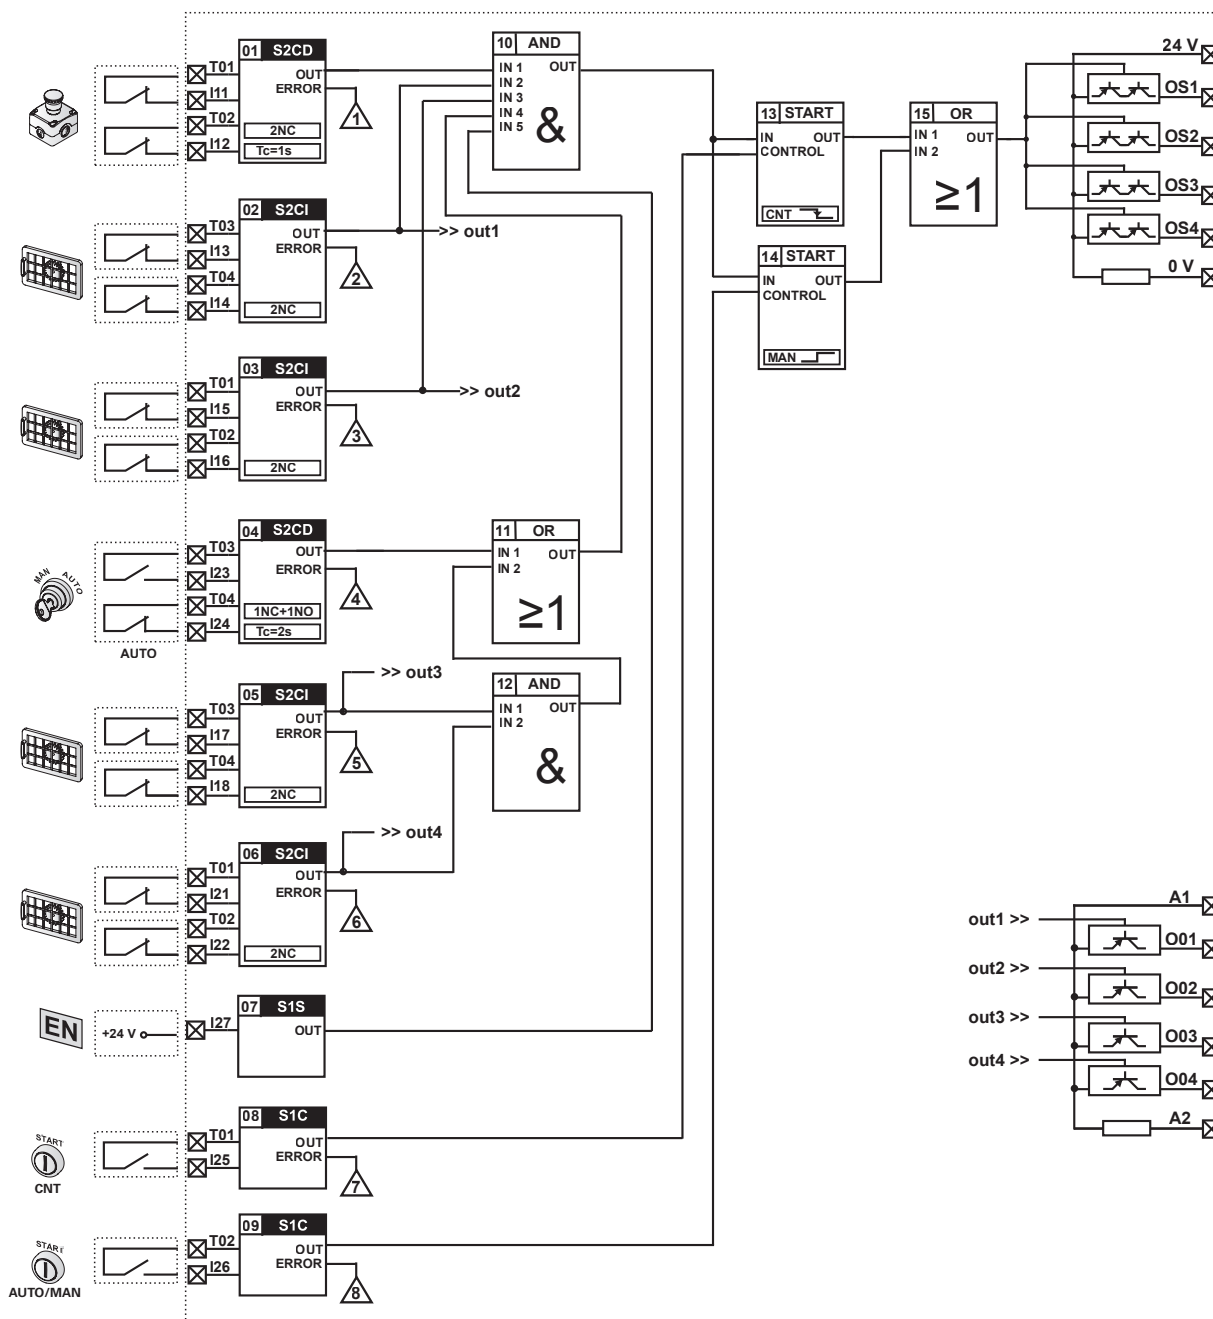 24 V
OS1
OS2
OS3
OS4
0 V
01 S2CD
T01
I11
T02
I12
OUT
ERROR
2NC
Tc=1s
1
10 AND
IN 1
IN 2
IN 3
IN 4
IN 5
OUT
&
13 START
IN
CONTROL
OUT
CNT
15 OR
IN 1
IN 2
OUT
≥1
02 S2CI
T03
I13
T04
I14
OUT
ERROR
2NC
2
>> out1
14 START
IN
CONTROL
OUT
MAN
03 S2CI
T01
I15
T02
I16
OUT
ERROR
2NC
3
>> out2
MAN AUTO
AUTO
04 S2CD
T03
I23
T04
I24
OUT
ERROR
1NC+1NO
Tc=2s
4
11 OR
IN 1
IN 2
OUT
≥1
05 S2CI
T03
I17
T04
I18
OUT
ERROR
2NC
5
>> out3
12 AND
IN 1
IN 2
OUT
&
06 S2CI
T01
I21
T02
I22
OUT
ERROR
2NC
6
>> out4
A1
out1 >>
O01
out2 >>
O02
out3 >>
O03
out4 >>
O04
A2
EN
+24 V
I27
07 S1S
OUT
START
CNT
T01
I25
08 S1C
OUT
ERROR
7
START
AUTO/MAN
T02
I26
09 S1C
OUT
ERROR
8